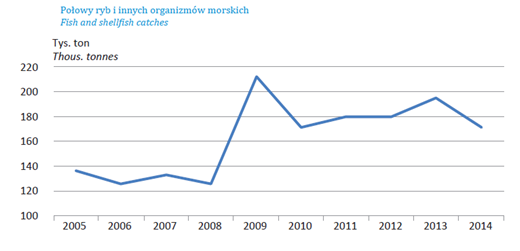 Połowy ryb i innych organizmów morskich
Fish and shellfish catches
Tys. ton
Thous. tonnes
220
200
180
160
140
120
100
2005 2006 2007 2008 2009 2010 2011 2012 2013 2014